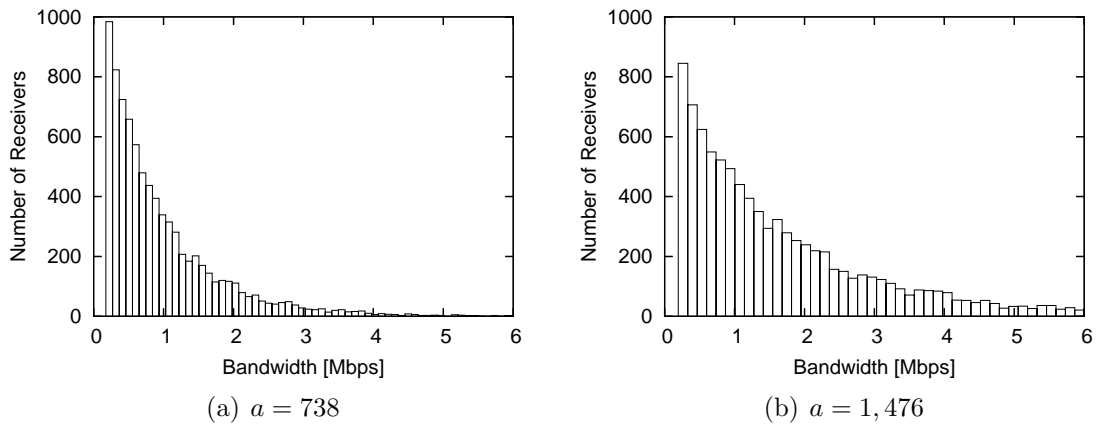 1000
800
600
400
200
0
Number of Receivers
0 1 2 3 4 5 6
Bandwidth [Mbps]
(a) a = 738
1000
800
600
400
200
0
Number of Receivers
0 1 2 3 4 5 6
Bandwidth [Mbps]
(b) a = 1, 476